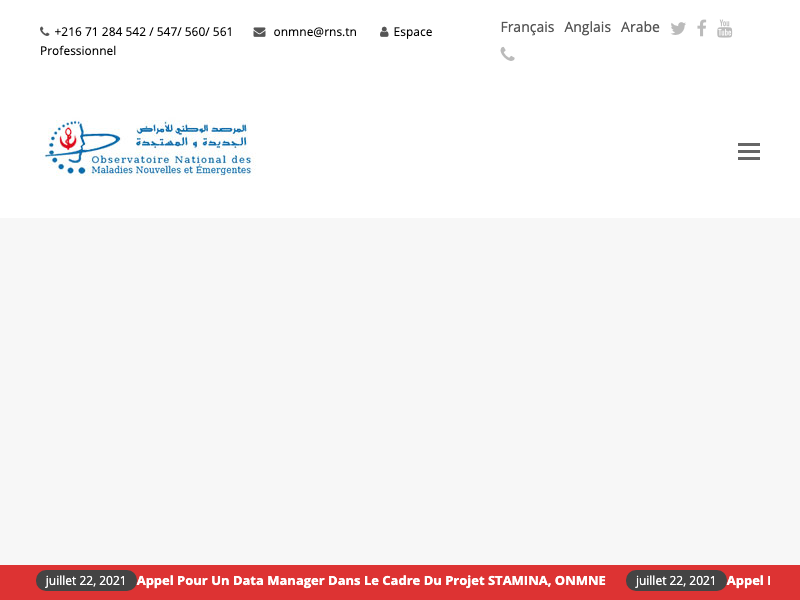 +216 71 284 542 / 547/ 560/ 561 onmne@rns.tn Espace
Professionnel
Français Anglais Arabe
المرصد الوطني للأمراض
الجديدة و المستجدة
Observatoire National des
Maladies Nouvelles et Émergentes
juillet 22, 2021 Appel Pour Un Data Manager Dans Le Cadre Du Projet STAMINA, ONMNE juillet 22, 2021 Appel